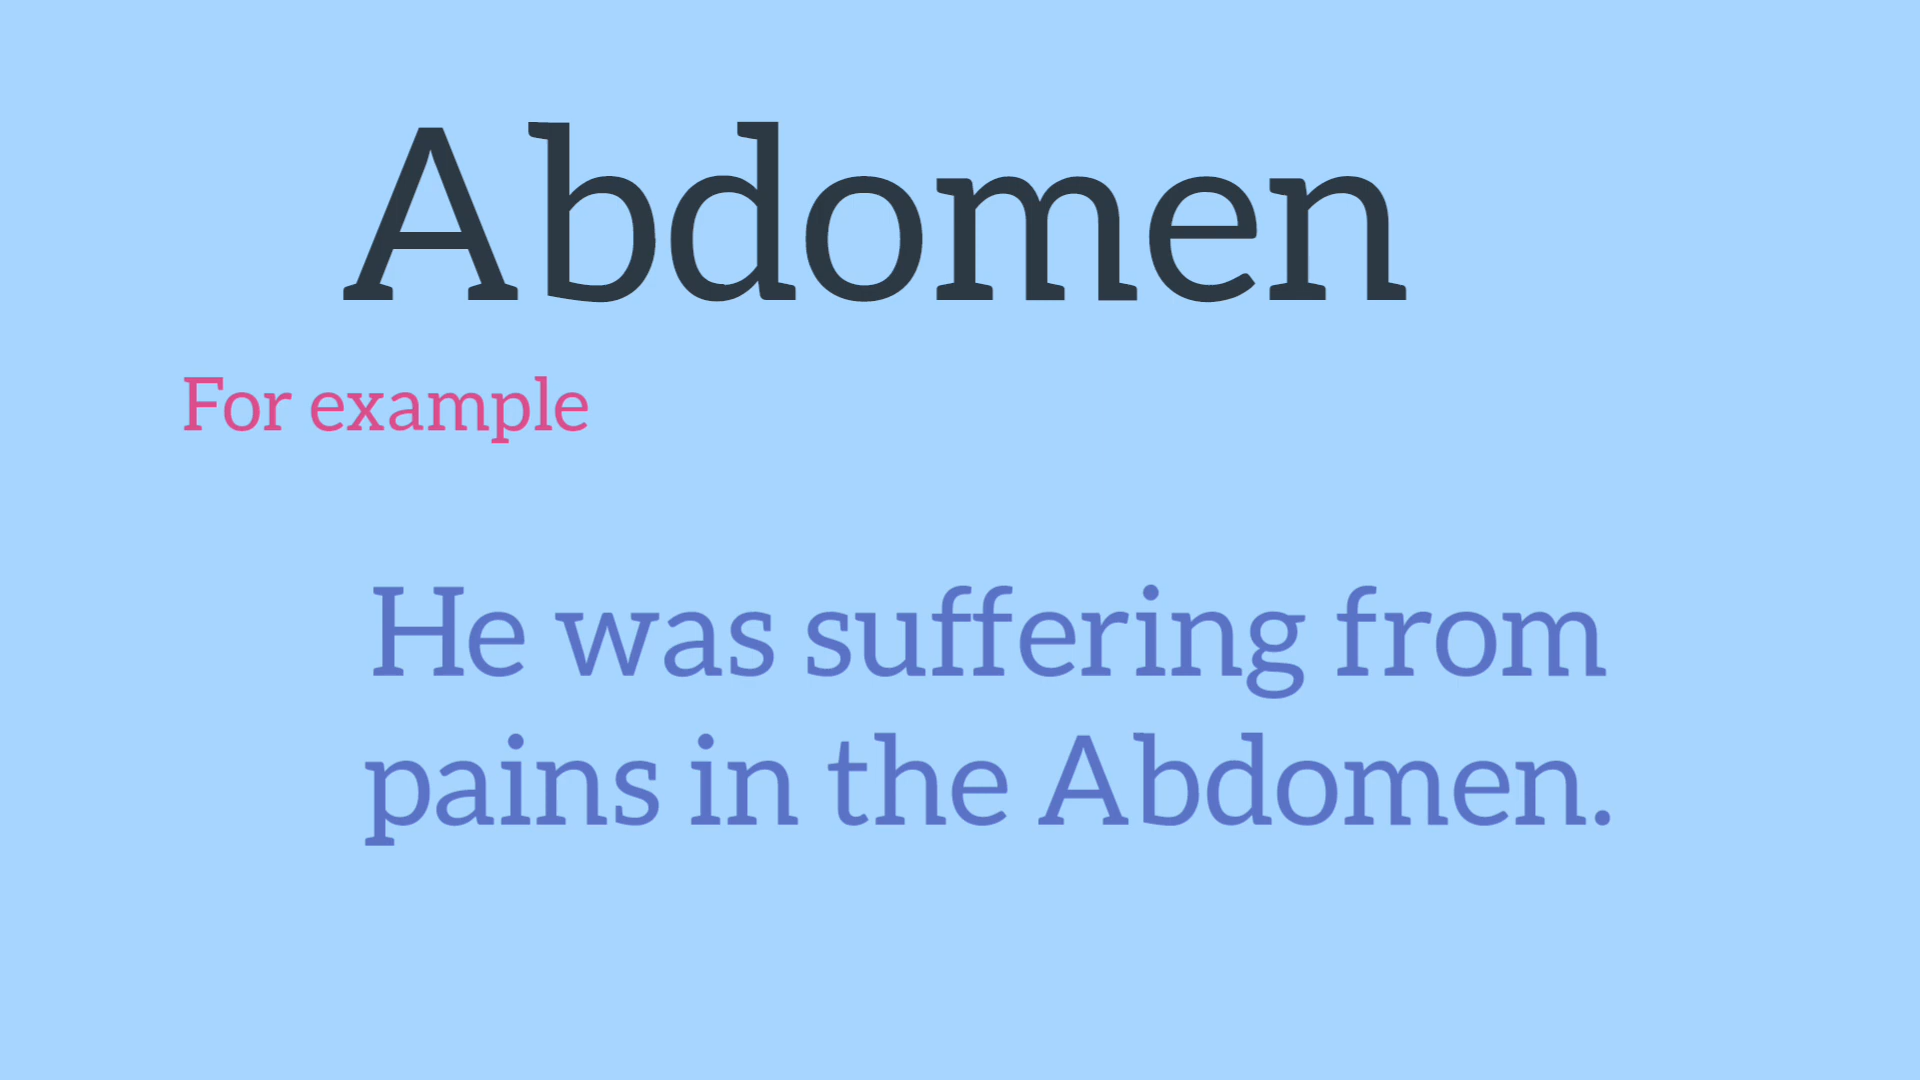 Abdomen
For example
He was suffering from
pains in the Abdomen.